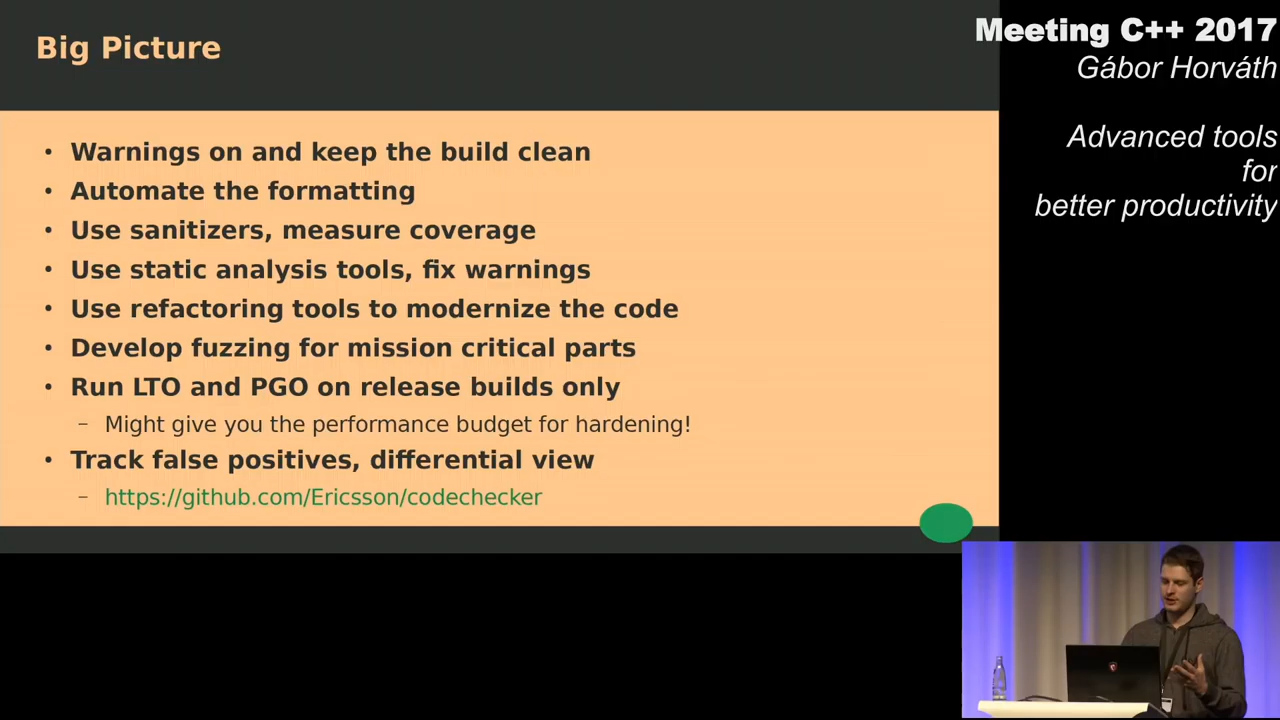 Big Picture
• Warnings on and keep the build clean
• Automate the formatting
• Use sanitizers, measure coverage
• Use static analysis tools, fix warnings
• Use refactoring tools to modernize the code
• Develop fuzzing for mission critical parts
• Run LTO and PGO on release builds only
– Might give you the performance budget for hardening!
• Track false positives, differential view
– https://github.com/Ericsson/codechecker
Meeting C++ 2017
Gábor Horváth
Advanced tools
for
better productivity